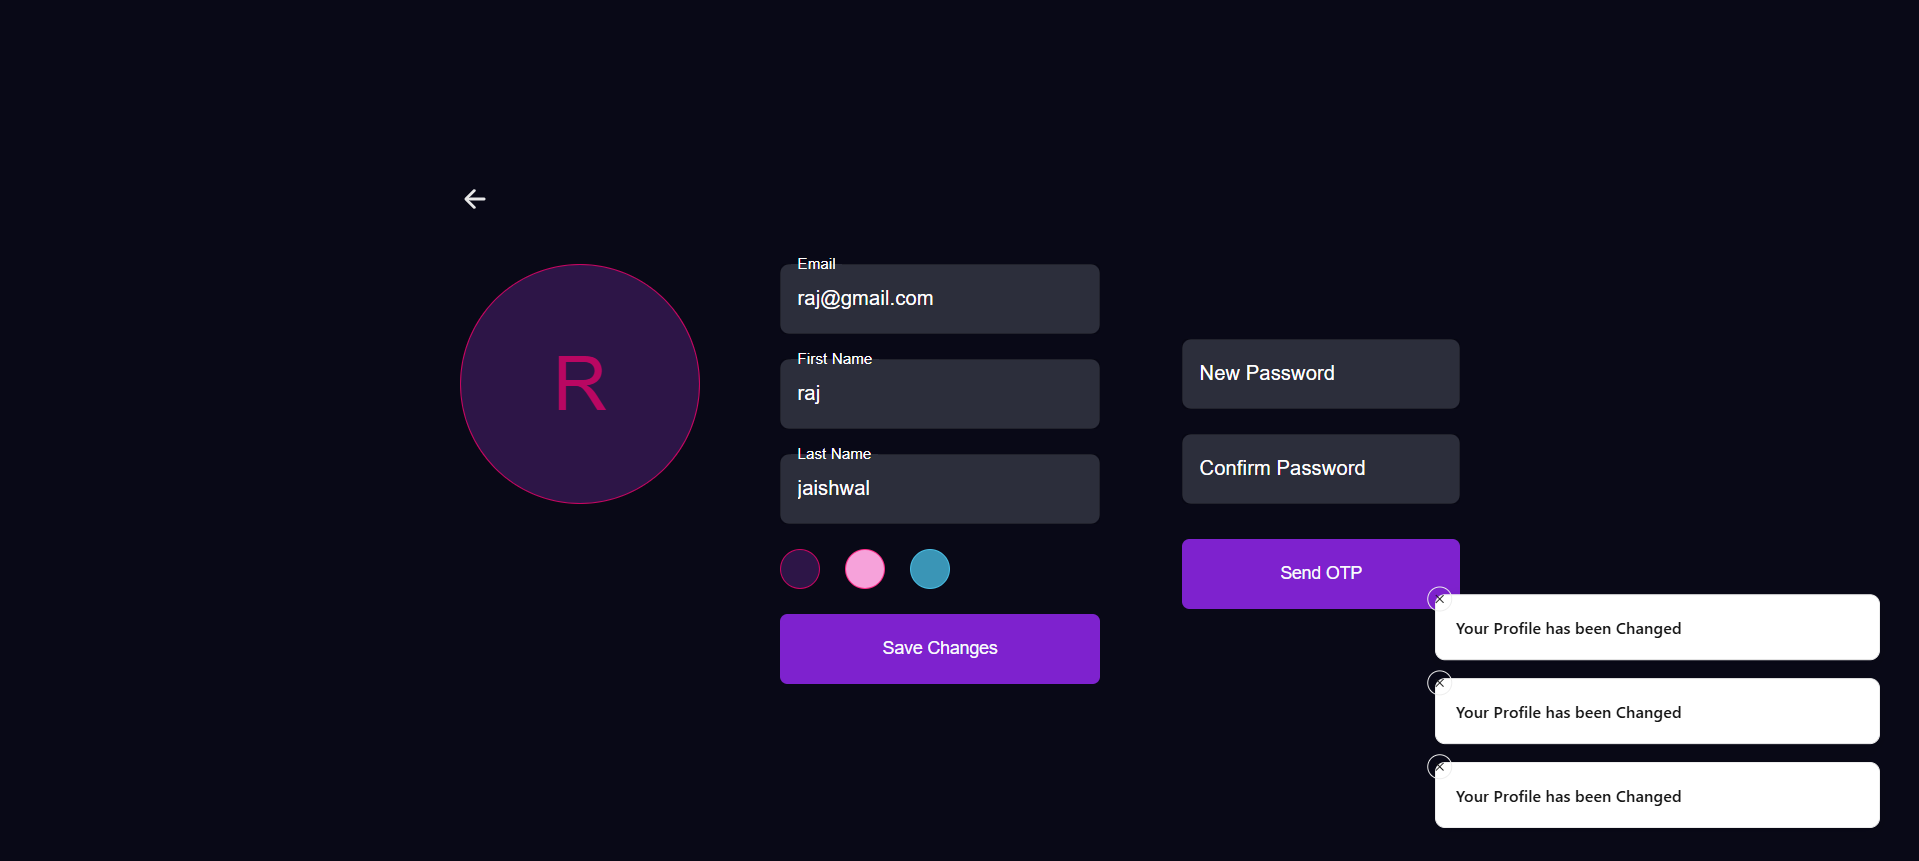 R
Email
raj@gmail.com
First Name
raj
Last Name
jaishwal
Save Changes
New Password
Confirm Password
Send OTP
Your Profile has been Changed
Your Profile has been Changed
Your Profile has been Changed